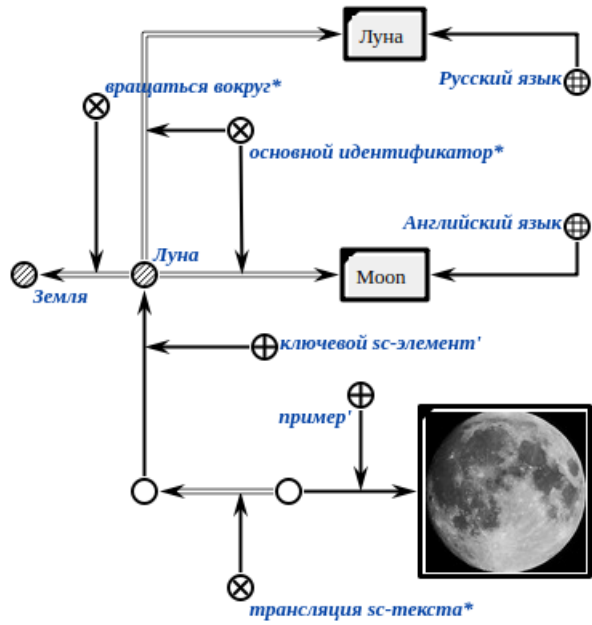 Луна
Русский язык
вращаться вокруг*
основной идентификатор*
Английский язык
Луна
Moon
Земля
ключевой sc-элемент'
пример'
трансляция sc-текста*